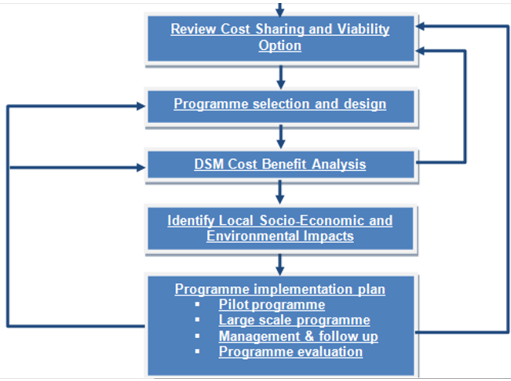 Review Cost Sharing and Viability
Option
Programme selection and design
DSM Cost Benefit Analysis
Identify Local Socio-Economic and
Environmental Impacts
Programme implementation plan
▪ Pilot programme
▪ Large scale programme
▪ Management & follow up
▪ Programme evaluation